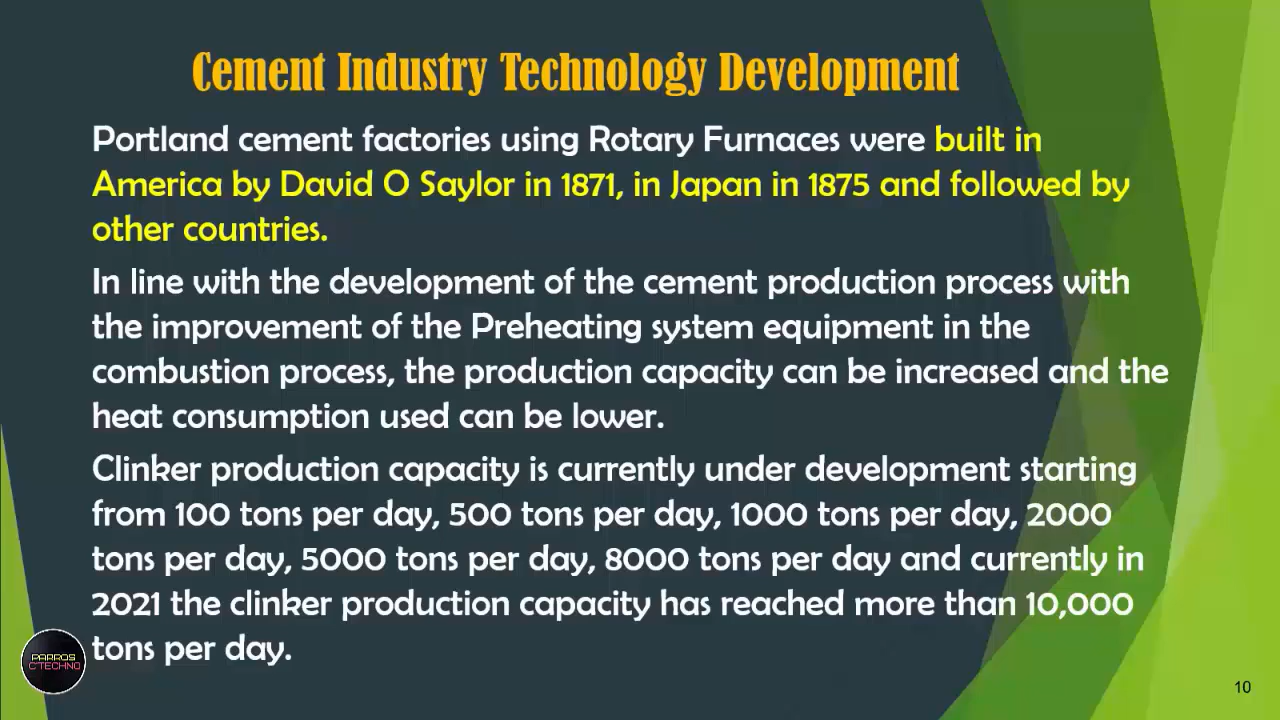 Cement Industry Technology Development
Portland cement factories using Rotary Furnaces were built in
America by David O Saylor in 1871, in Japan in 1875 and followed by
other countries.
In line with the development of the cement production process with
the improvement of the Preheating system equipment in the
combustion process, the production capacity can be increased and the
heat consumption used can be lower.
Clinker production capacity is currently under development starting
from 100 tons per day, 500 tons per day, 1000 tons per day, 2000
tons per day, 5000 tons per day, 8000 tons per day and currently in
2021 the clinker production capacity has reached more than 10,000
tons per day.
PARROS
C'TECHNO
10